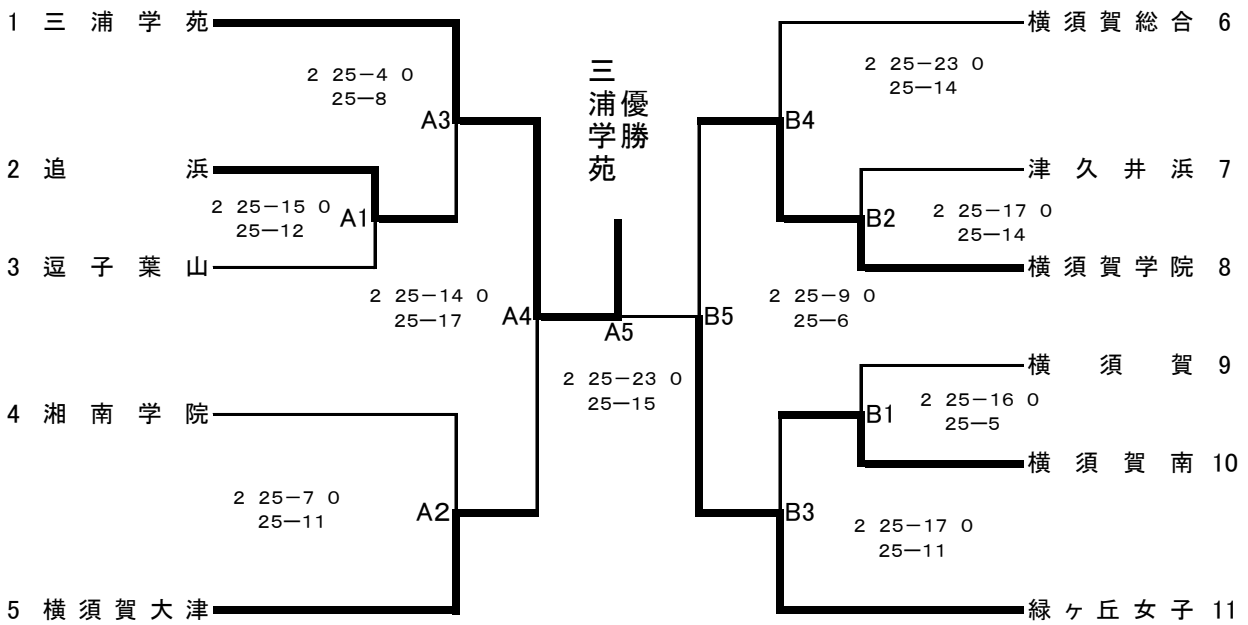 1 三浦学苑
2 25－4 0
25－8
A3
2 追浜
2 25－15 0
25－12
A1
3 逗子葉山
2 25－14 0
25－17
A4
4 湘南学院
2 25－7 0
25－11
A2
5 横須賀大津
優勝
三浦学苑
A5
2 25－23 0
25－15
横須賀総合 6
2 25－23 0
25－14
B4
津久井浜 7
B2
2 25－17 0
25－14
横須賀学院 8
2 25－9 0
25－6
B5
横須賀 9
2 25－16 0
25－5
B1
横須賀南 10
B3
2 25－17 0
25－11
緑ヶ丘女子 11